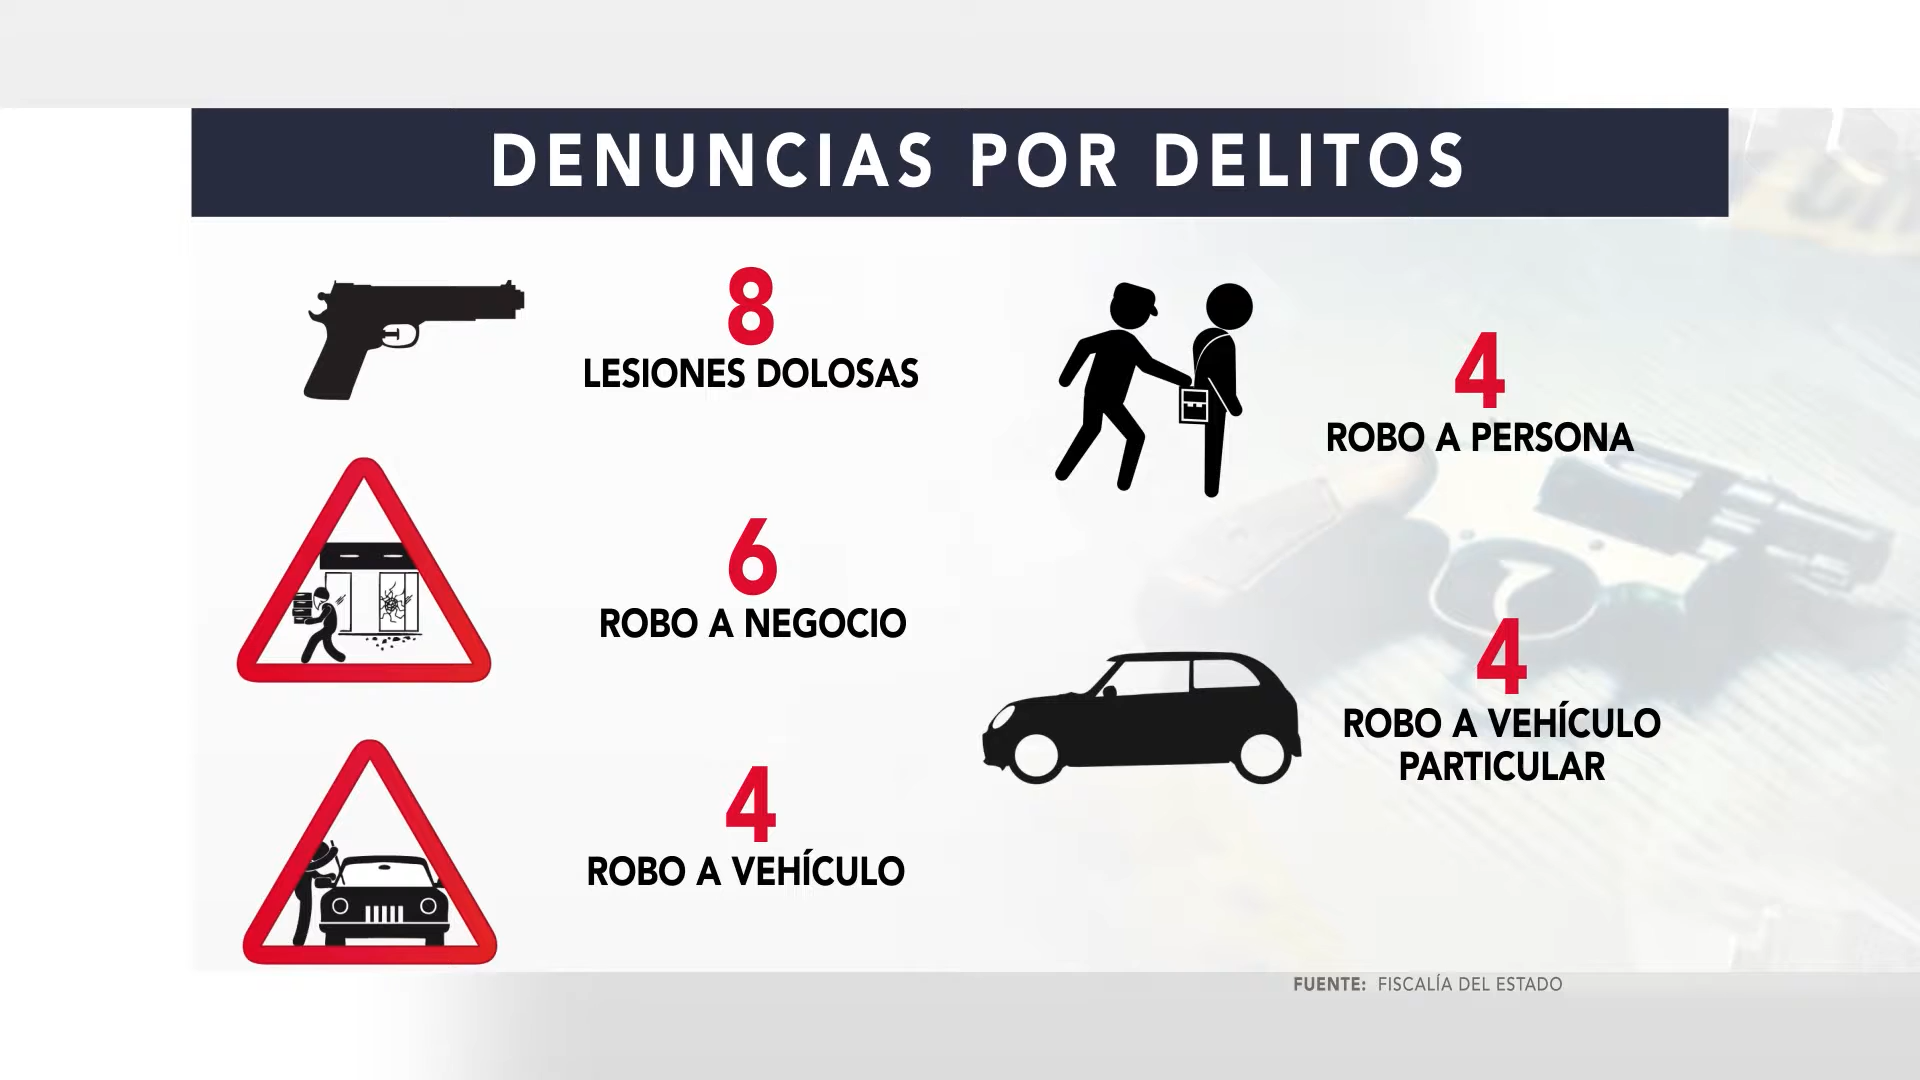 DENUNCIAS POR DELITOS
8
LESIONES DOLOSAS
6
ROBO A NEGOCIO
4
ROBO A VEHÍCULO
4
ROBO A PERSONA
4
ROBO A VEHÍCULO
PARTICULAR
FUENTE: FISCALÍA DEL ESTADO